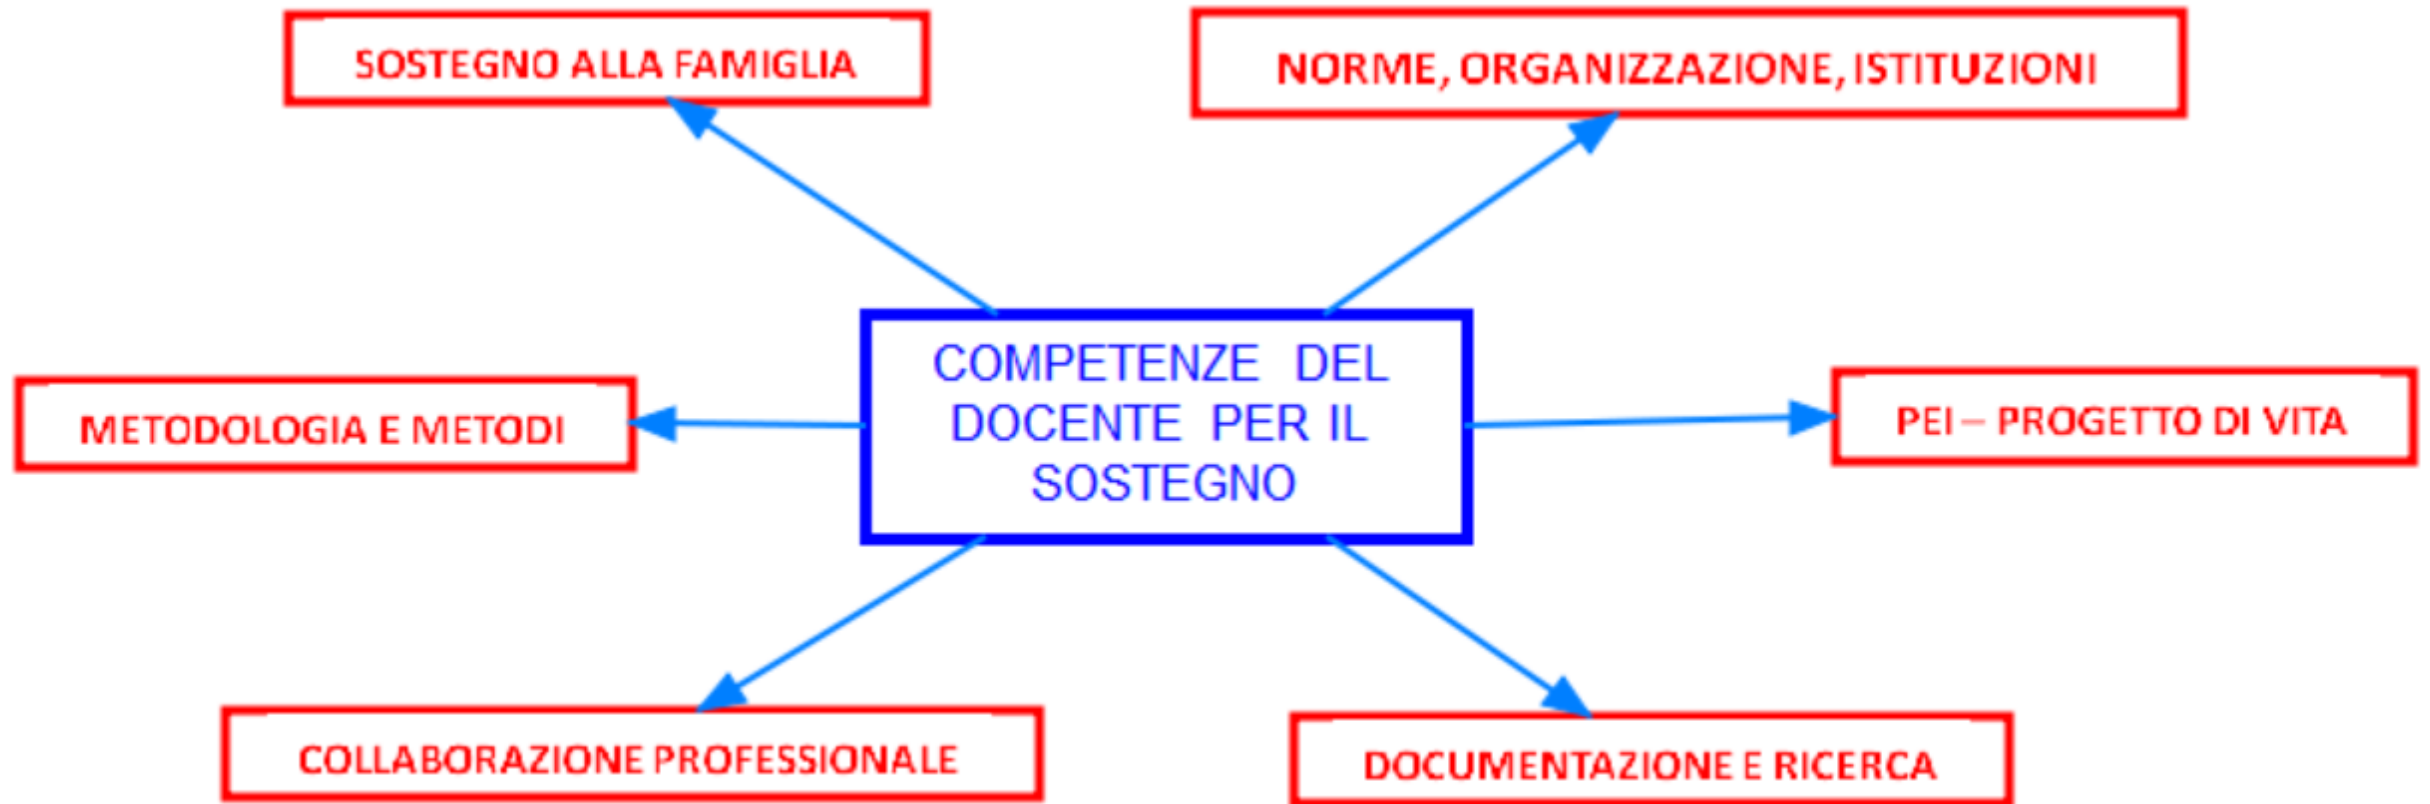 SOSTEGNO ALLA FAMIGLIA
NORME, ORGANIZZAZIONE, ISTITUZIONI
COMPETENZE DEL
DOCENTE PER IL
SOSTEGNO
METODOLOGIA E METODI
PEI – PROGETTO DI VITA
COLLABORAZIONE PROFESSIONALE
DOCUMENTAZIONE E RICERCA